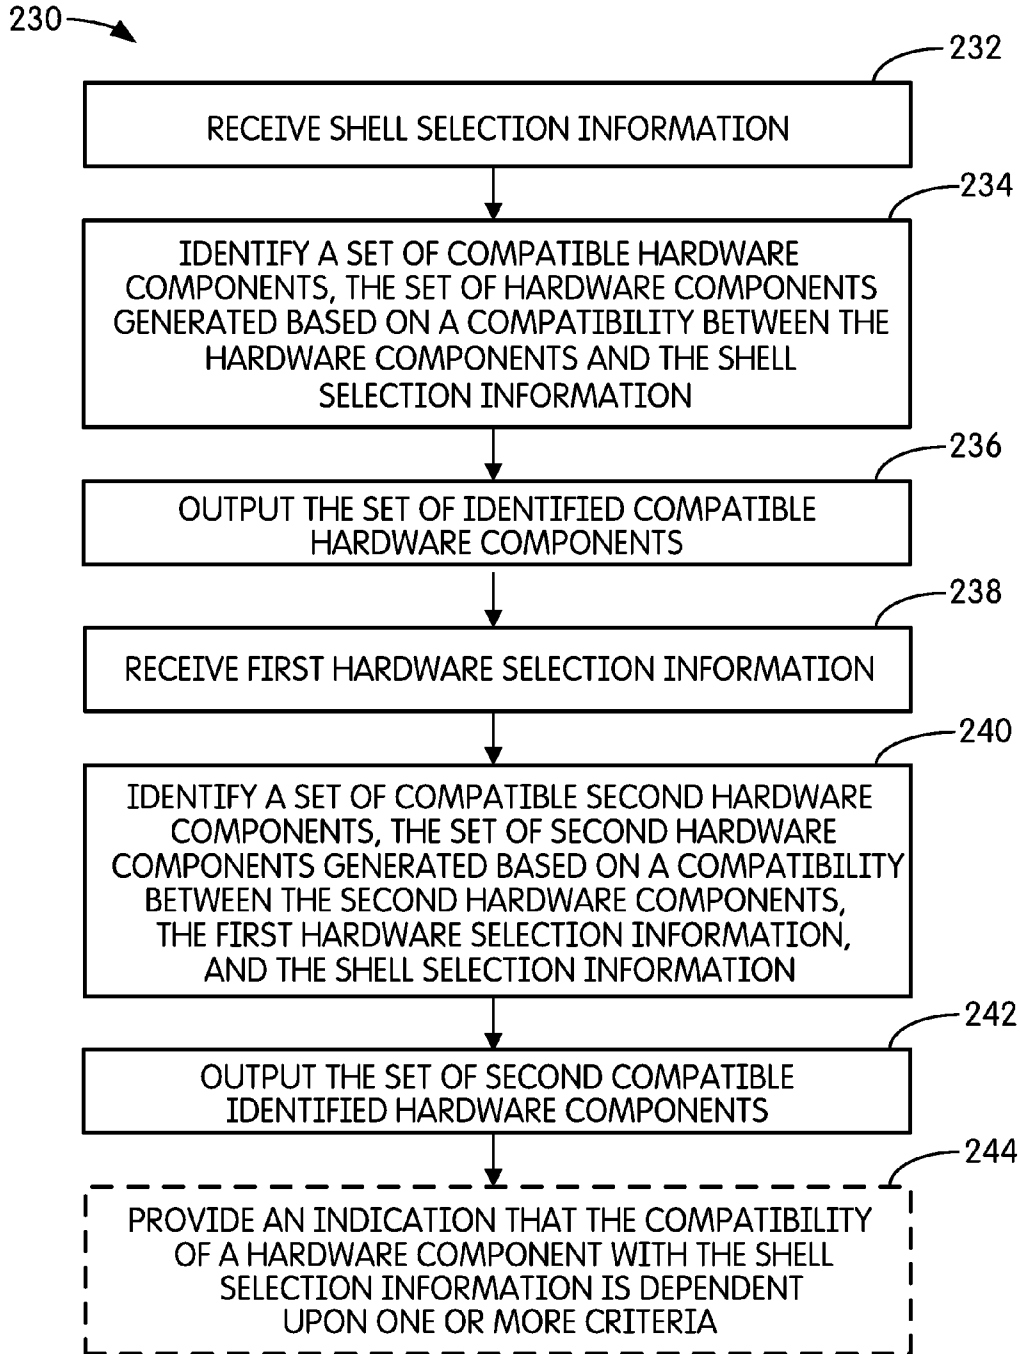 230
232
RECEIVE SHELL SELECTION INFORMATION
234
IDENTIFY A SET OF COMPATIBLE HARDWARE
COMPONENTS, THE SET OF HARDWARE COMPONENTS
GENERATED BASED ON A COMPATIBILITY BETWEEN THE
HARDWARE COMPONENTS AND THE SHELL
SELECTION INFORMATION
236
OUTPUT THE SET OF IDENTIFIED COMPATIBLE
HARDWARE COMPONENTS
238
RECEIVE FIRST HARDWARE SELECTION INFORMATION
240
IDENTIFY A SET OF COMPATIBLE SECOND HARDWARE
COMPONENTS, THE SET OF SECOND HARDWARE
COMPONENTS GENERATED BASED ON A COMPATIBILITY
BETWEEN THE SECOND HARDWARE COMPONENTS,
THE FIRST HARDWARE SELECTION INFORMATION,
AND THE SHELL SELECTION INFORMATION
242
OUTPUT THE SET OF SECOND COMPATIBLE
IDENTIFIED HARDWARE COMPONENTS
244
PROVIDE AN INDICATION THAT THE COMPATIBILITY
OF A HARDWARE COMPONENT WITH THE SHELL
SELECTION INFORMATION IS DEPENDENT
UPON ONE OR MORE CRITERIA